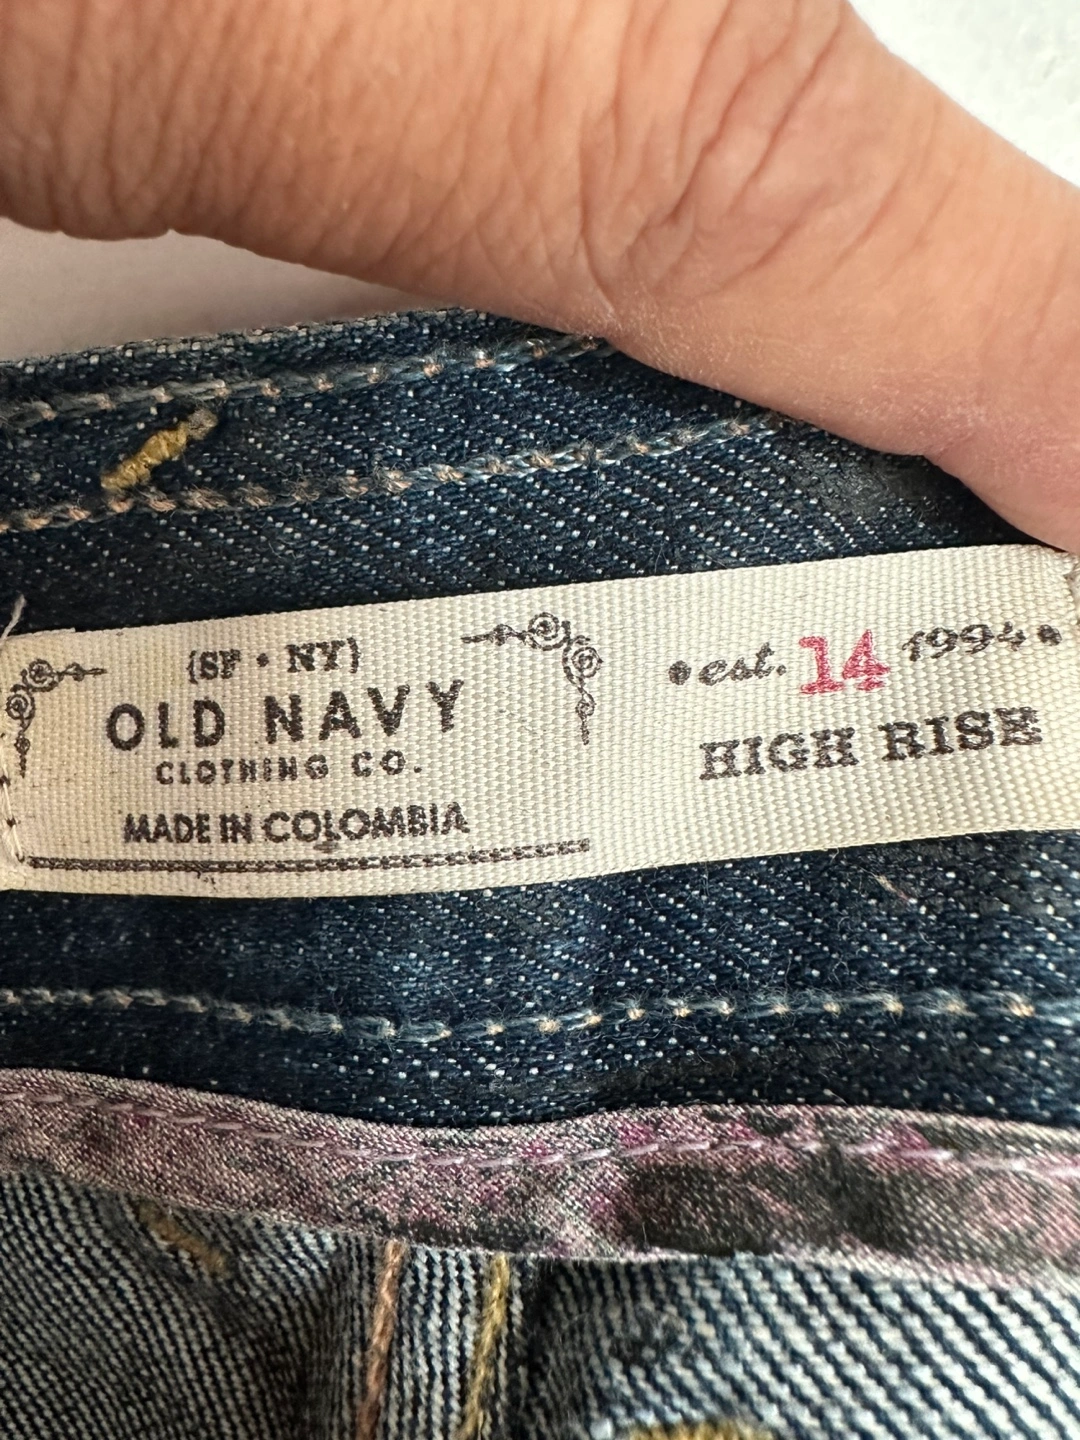 {SF • NY}
OLD NAVY
CLOTHING CO.
MADE IN COLOMBIA
•est. 14 1994•
HIGH RISE